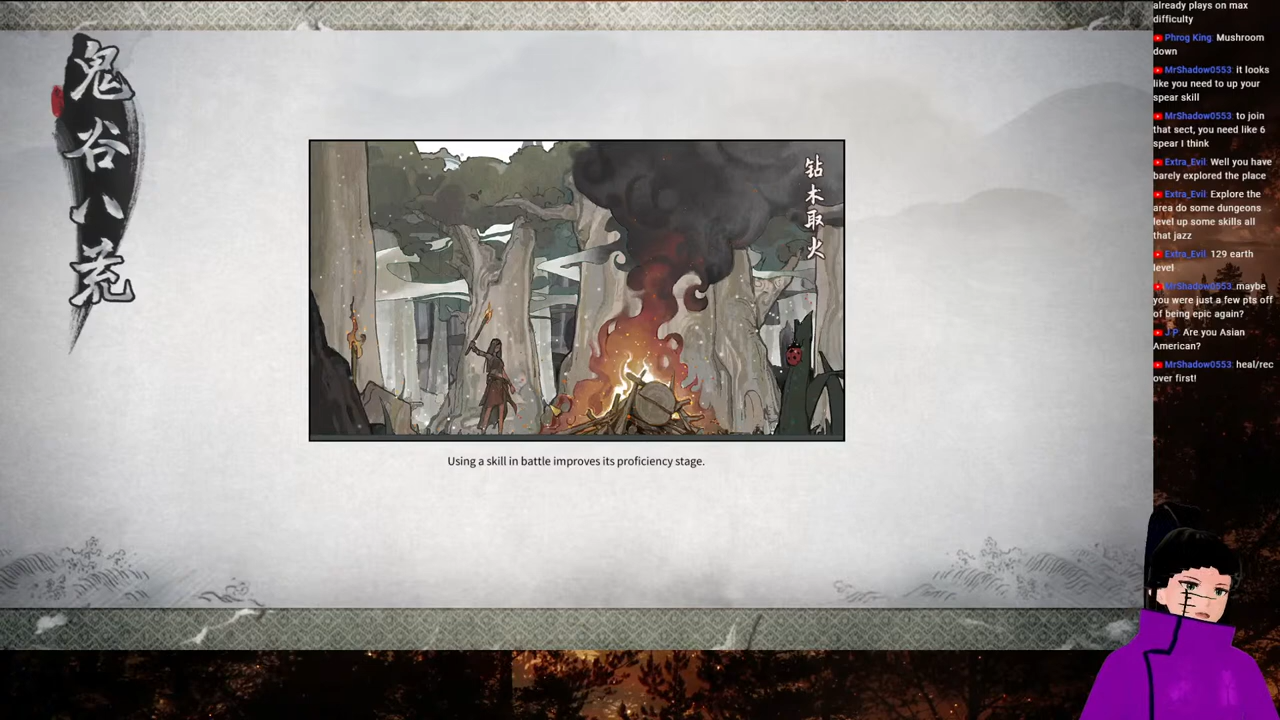 鬼谷八荒
钻木取火
Using a skill in battle improves its proficiency stage.
already plays on max
difficulty
Phrog King: Mushroom
down
MrShadow0553: it looks
like you need to up your
spear skill
MrShadow0553: to join
that sect, you need like 6
spear I think
Extra_Evil: Well you have
barely explored the place
Extra_Evil: Explore the
area do some dungeons
level up some skills all
that jazz
Extra_Evil: 129 earth
level
MrShadow0553: maybe
you were just a few pts off
of being epic again?
J P: Are you Asian
American?
MrShadow0553: heal/rec
over first!